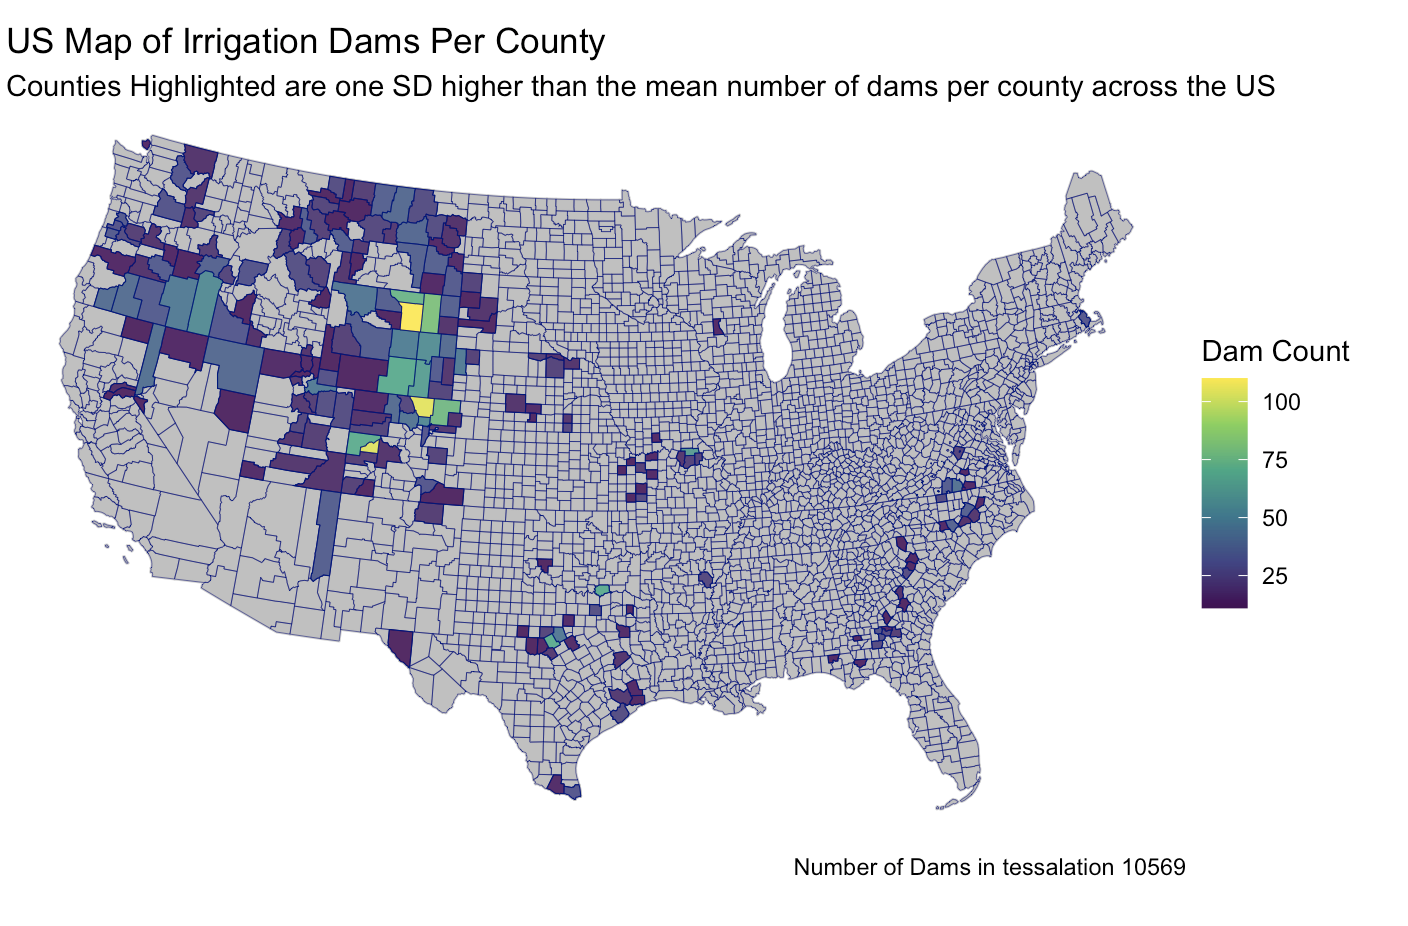 US Map of Irrigation Dams Per County
Counties Highlighted are one SD higher than the mean number of dams per county across the US
Dam Count
100
75
50
25
Number of Dams in tessalation 10569